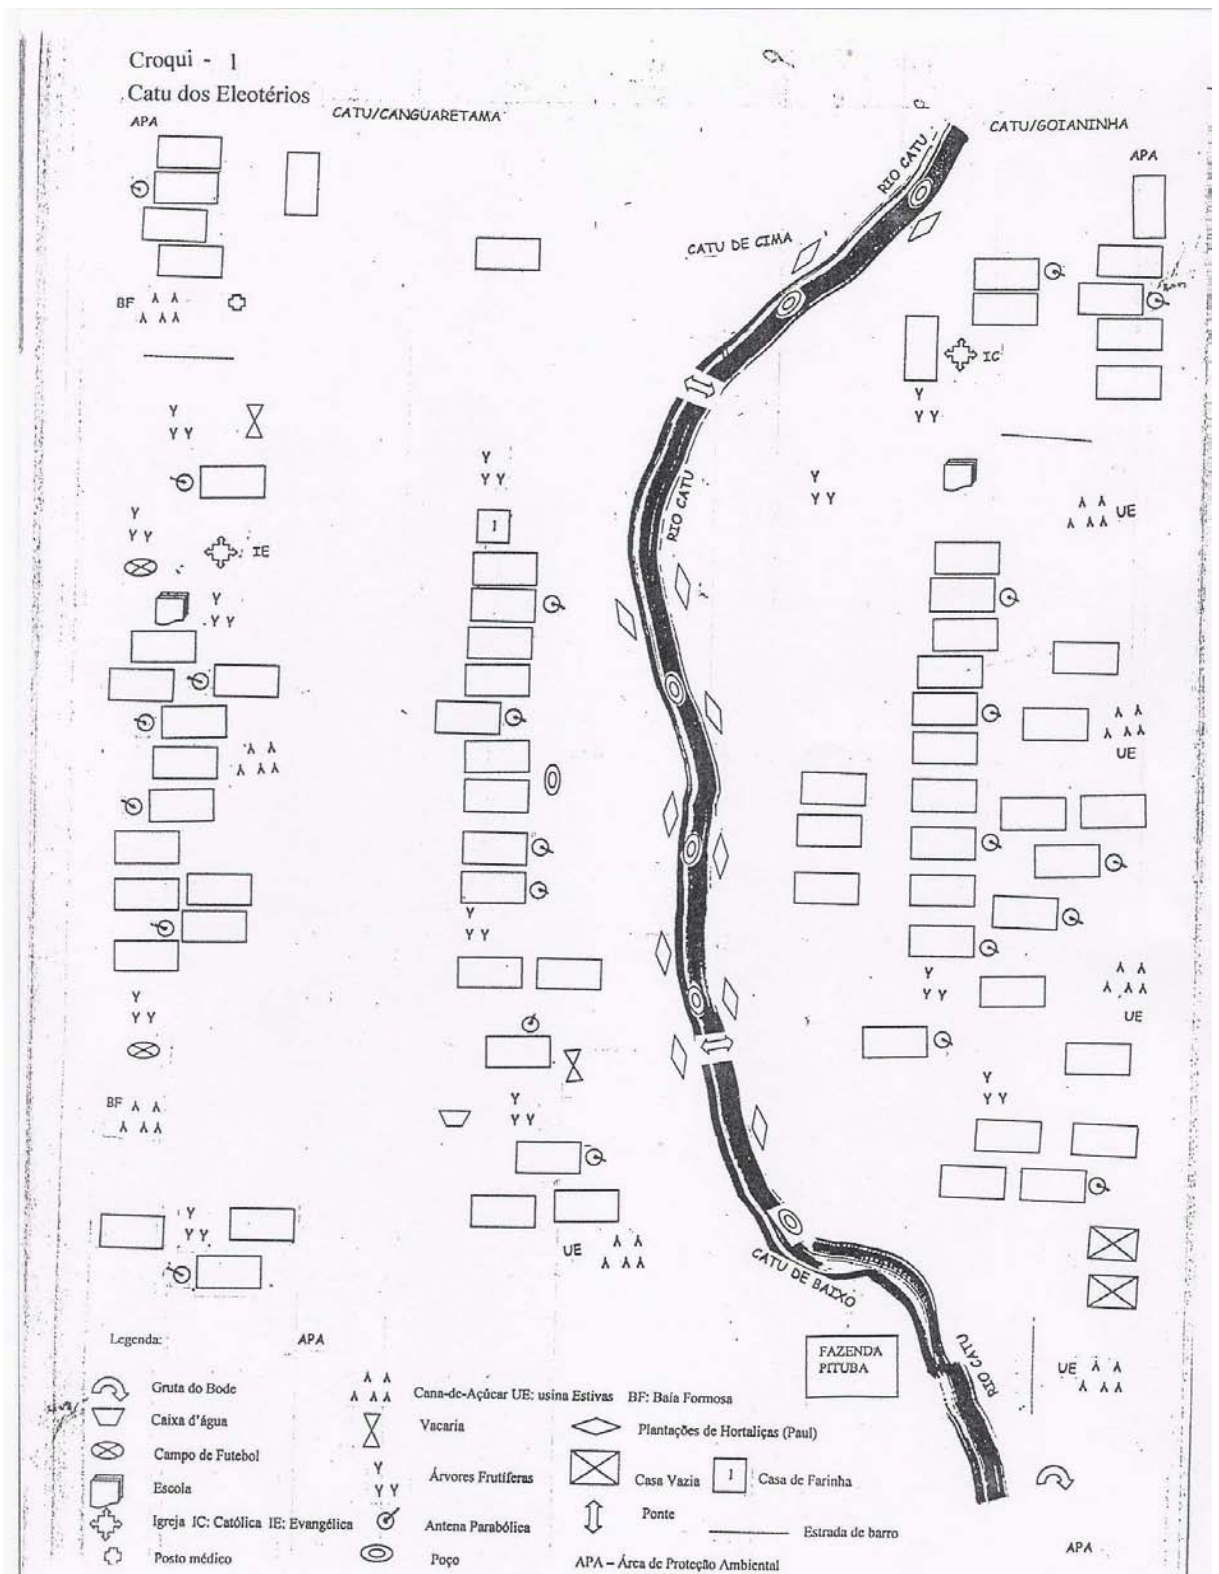 Croqui - 1
Catu dos Eleotérios
APA
CATU/CANGUARETAMA
CATU/GOIANINHA
APA
RIO CATU
CATU DE CIMA
BF
IC
RIO CATU
UE
1
IE
UE
UE
BF
UE
CATU DE BAIXO
FAZENDA
PITUBA
RIO CATU
UE
Legenda:
APA
Gruta do Bode
Cana-de-Açúcar UE: usina Estivas BF: Baía Formosa
Caixa d'água
Vacaria
Plantações de Hortaliças (Paul)
Campo de Futebol
Árvores Frutíferas
Casa Vazia
1
Casa de Farinha
Escola
Igreja IC: Católica IE: Evangélica
Antena Parabólica
Ponte
Estrada de barro
Posto médico
Poço
APA – Área de Proteção Ambiental
APA